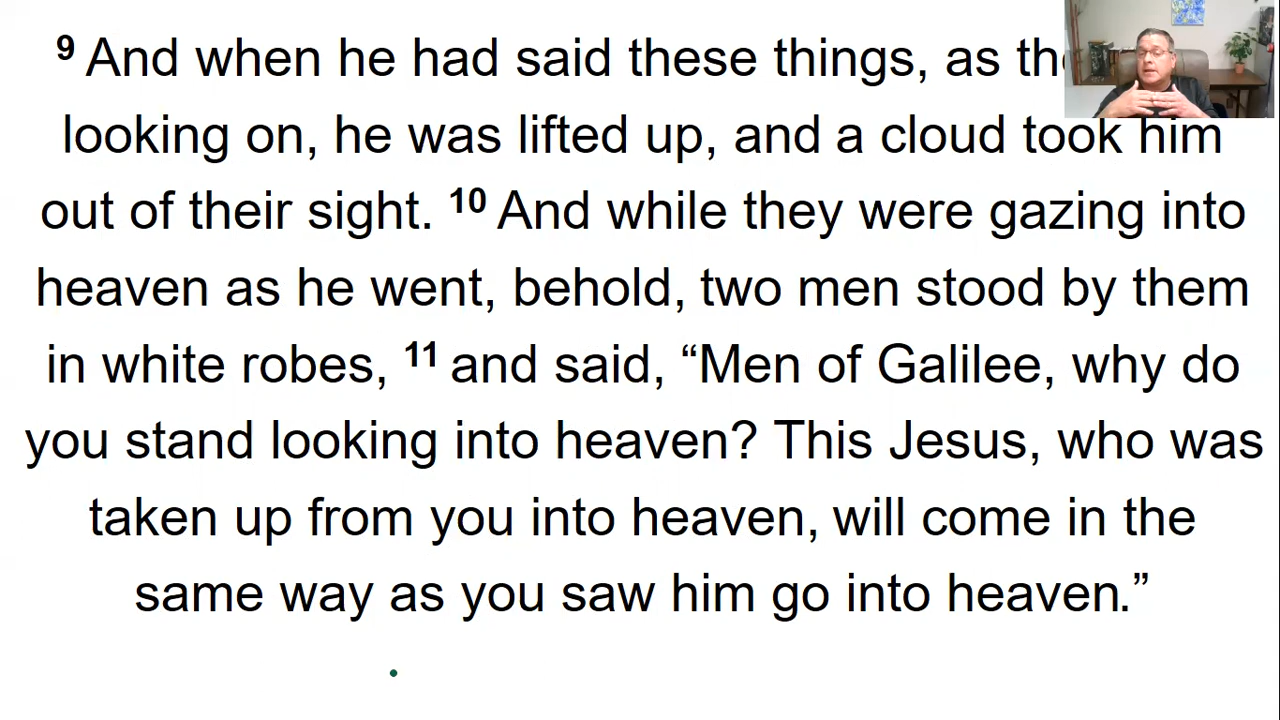 9 And when he had said these things, as
looking on, he was lifted up, and a cloud took him
out of their sight. 10 And while they were gazing into
heaven as he went, behold, two men stood by them
in white robes, 11 and said, “Men of Galilee, why do
you stand looking into heaven? This Jesus, who was
taken up from you into heaven, will come in the
same way as you saw him go into heaven.”